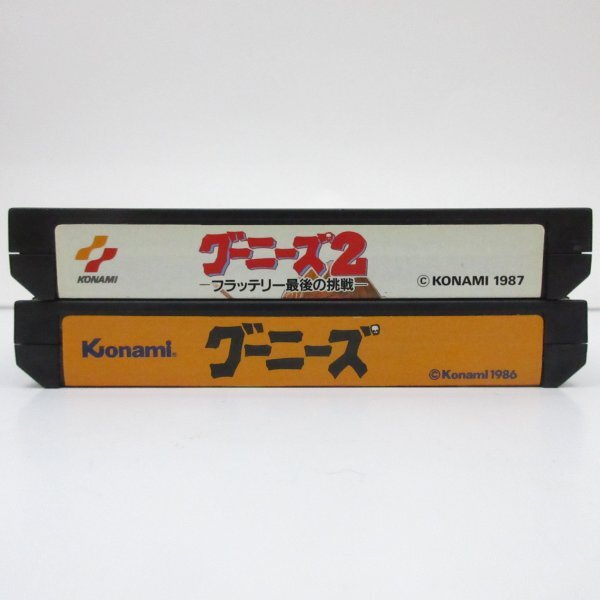 KONAMI
グーニーズ2
－フラッテリー最後の挑戦－
© KONAMI 1987
Konami®
グーニーズ
©Konami 1986